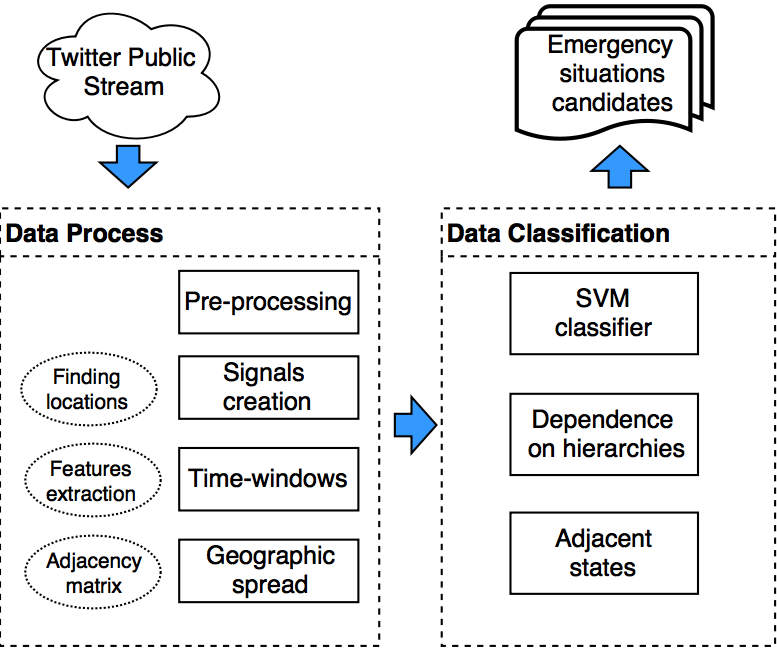 Twitter Public
Stream
Emergency
situations
candidates
Data Process
Pre-processing
Finding
locations
Signals
creation
Features
extraction
Time-windows
Adjacency
matrix
Geographic
spread
Data Classification
SVM
classifier
Dependence
on hierarchies
Adjacent
states